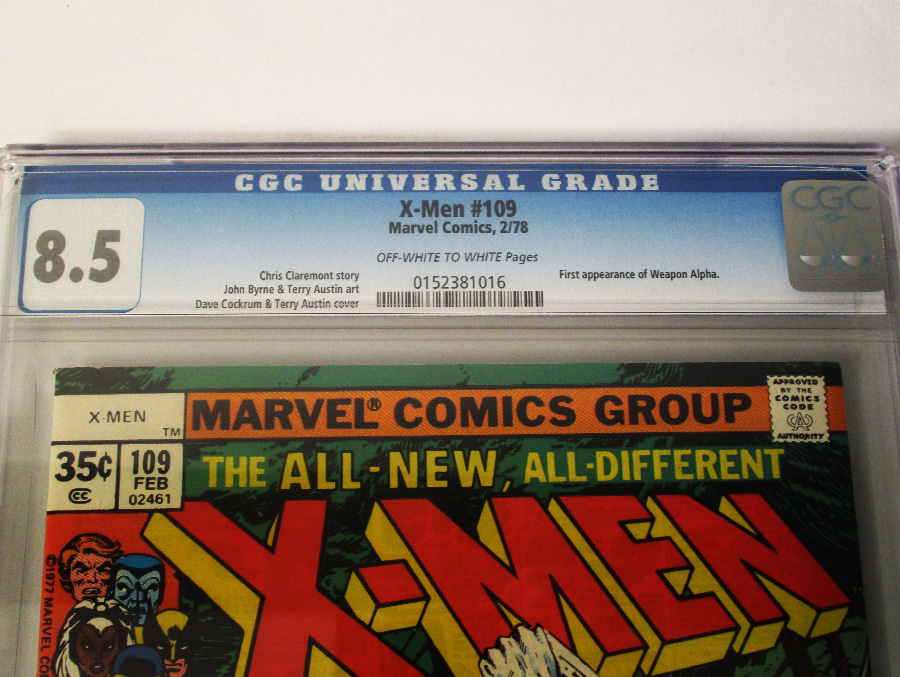 CGC UNIVERSAL GRADE
8.5
X-Men #109
Marvel Comics, 2/78
CGC
OFF-WHITE TO WHITE Pages
Chris Claremont story
John Byrne & Terry Austin art
Dave Cockrum & Terry Austin cover
0152381016
First appearance of Weapon Alpha.
X-MEN
TM
MARVEL® COMICS GROUP
APPROVED
BY THE
COMICS
CODE
CA
AUTHORITY
35¢
CC
109
FEB
02461
THE ALL-NEW, ALL-DIFFERENT
X-MEN
©1977 MARVEL